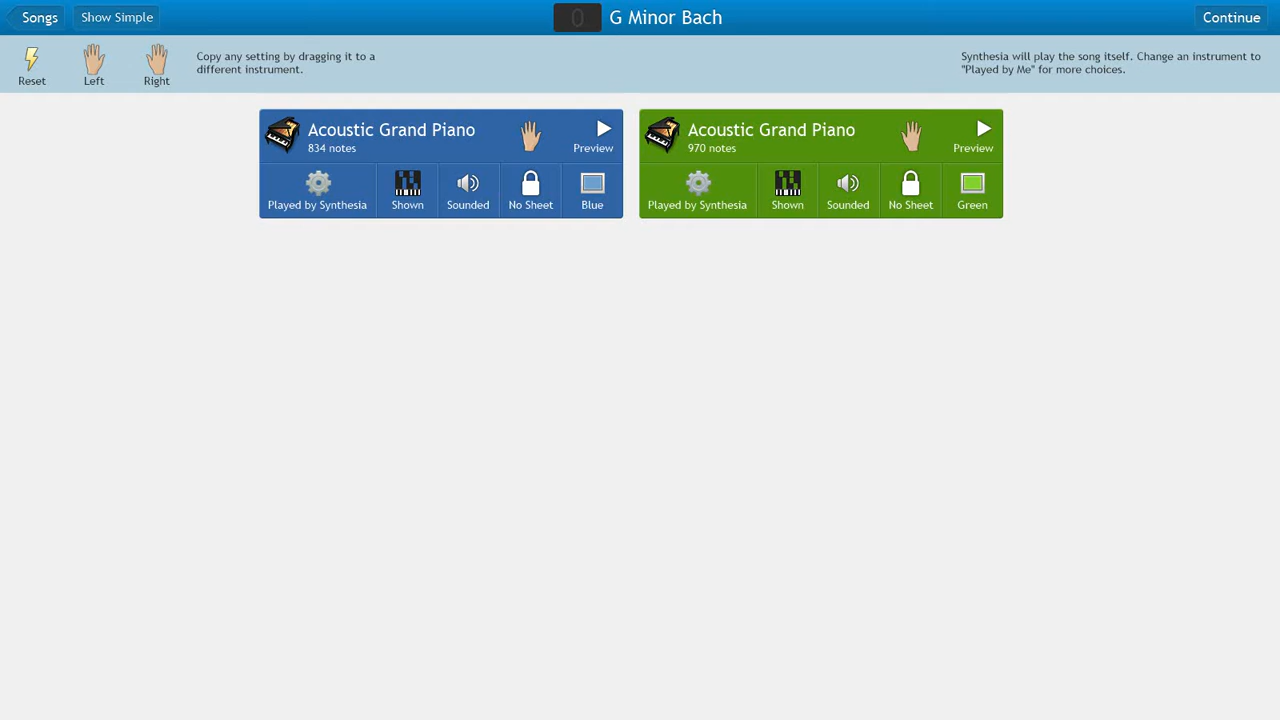 Songs
Show Simple
0
G Minor Bach
Continue
Reset
Left
Right
Copy any setting by dragging it to a
different instrument.
Synthesia will play the song itself. Change an instrument to
"Played by Me" for more choices.
Acoustic Grand Piano
834 notes
Preview
Played by Synthesia
Shown
Sounded
No Sheet
Blue
Acoustic Grand Piano
970 notes
Preview
Played by Synthesia
Shown
Sounded
No Sheet
Green